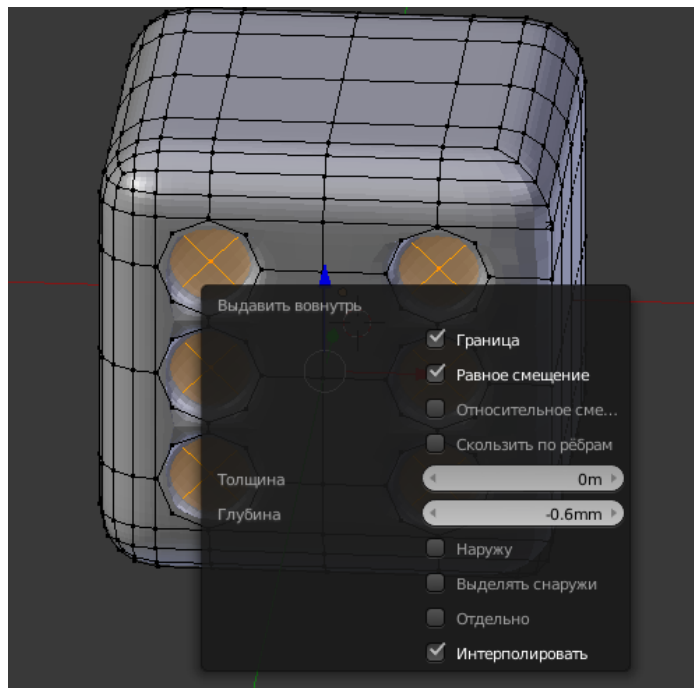 Выдавить вовнутрь
Граница
Равное смещение
Относительное сме...
Скользить по рёбрам
Толщина 0m
Глубина -0.6mm
Наружу
Выделять снаружи
Отдельно
Интерполировать